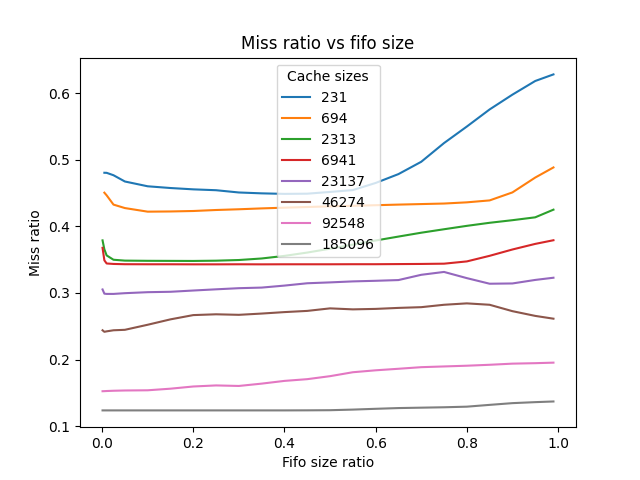 Miss ratio vs fifo size
Cache sizes
231
694
2313
6941
23137
46274
92548
185096
0.6
0.5
0.4
0.3
0.2
0.1
Miss ratio
0.0 0.2 0.4 0.6 0.8 1.0
Fifo size ratio